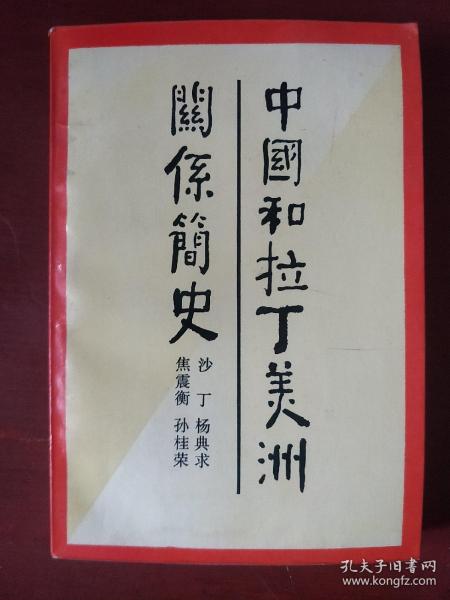 中國和拉丁美洲
關係簡史
沙丁 杨典求
焦震衡 孙桂荣
孔夫子旧书网
www.kongfz.com